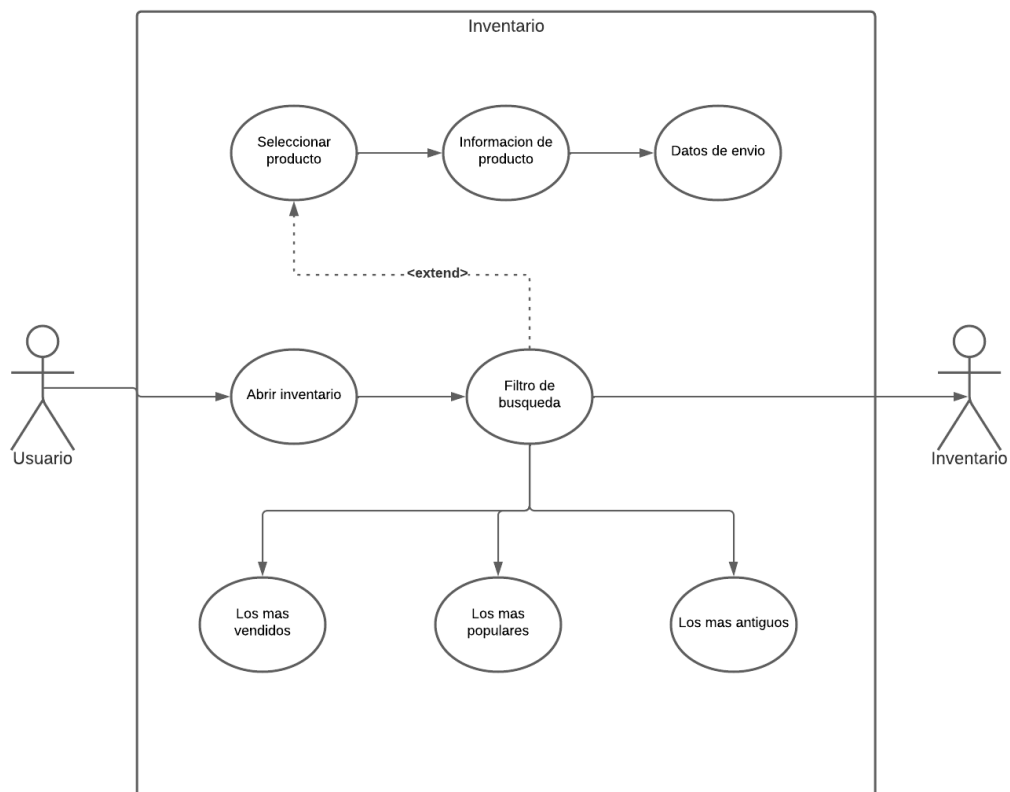 Inventario
Seleccionar
producto
Informacion de
producto
Datos de envio
<extend>
Abrir inventario
Filtro de
busqueda
Usuario
Inventario
Los mas
vendidos
Los mas
populares
Los mas antiguos